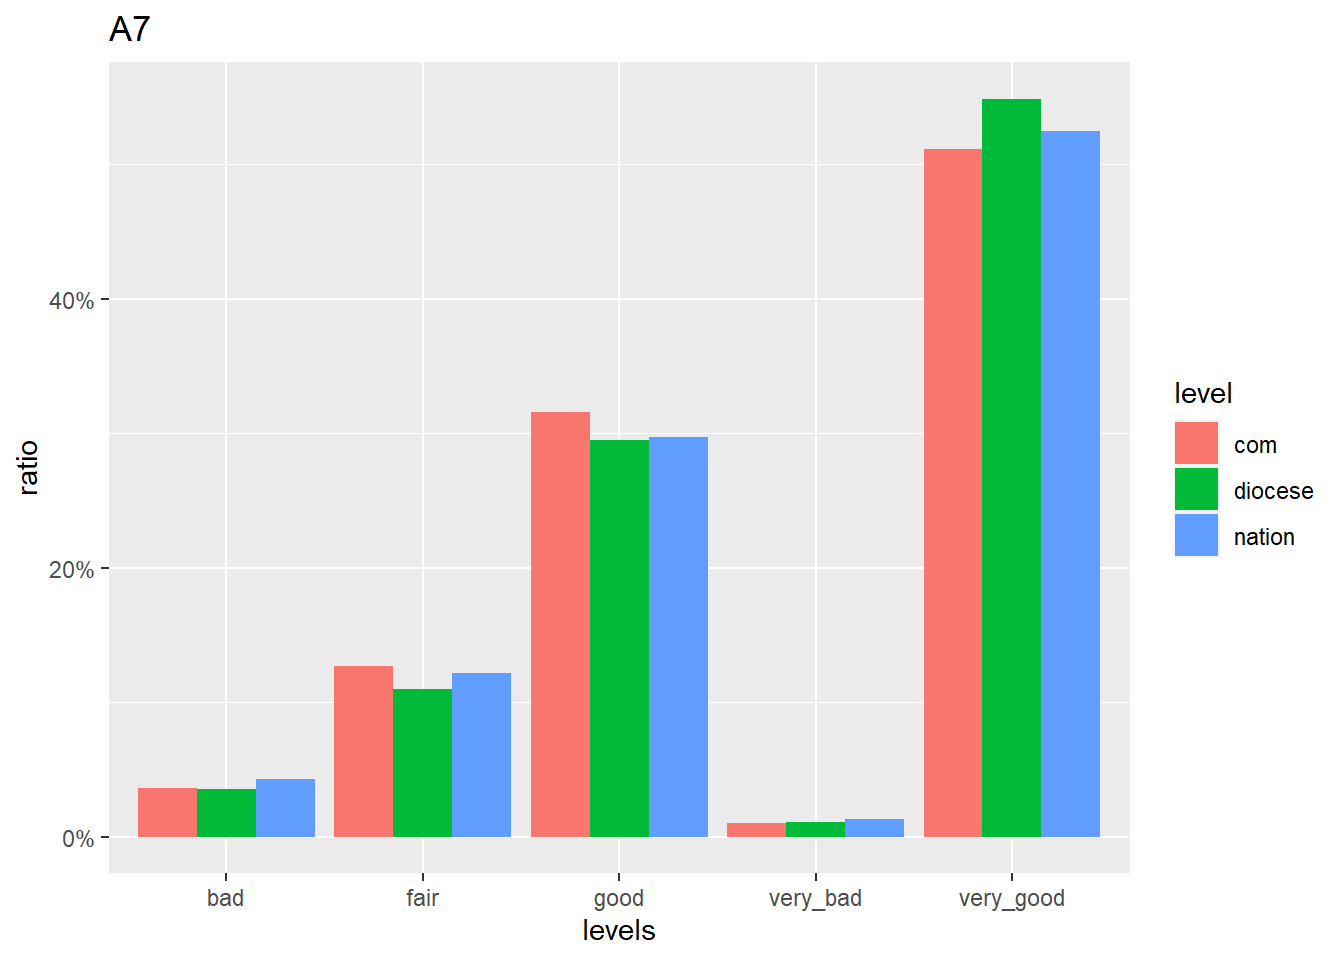 A7
ratio
40%
20%
0%
bad fair good very_bad very_good
levels
level
com
diocese
nation